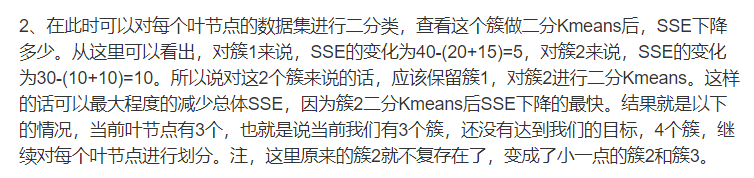 2、在此时可以对每个叶节点的数据集进行二分类，查看这个簇做二分Kmeans后，SSE下降
多少。从这里可以看出，对簇1来说，SSE的变化为40-(20+15)=5，对簇2来说，SSE的变化
为30-(10+10)=10。所以说对这2个簇来说的话，应该保留簇1，对簇2进行二分Kmeans。这样
的话可以最大程度的减少总体SSE，因为簇2二分Kmeans后SSE下降的最快。结果就是以下
的情况，当前叶节点有3个，也就是说当前我们有3个簇，还没有达到我们的目标，4个簇，继
续对每个叶节点进行划分。注，这里原来的簇2就不复存在了，变成了小一点的簇2和簇3。